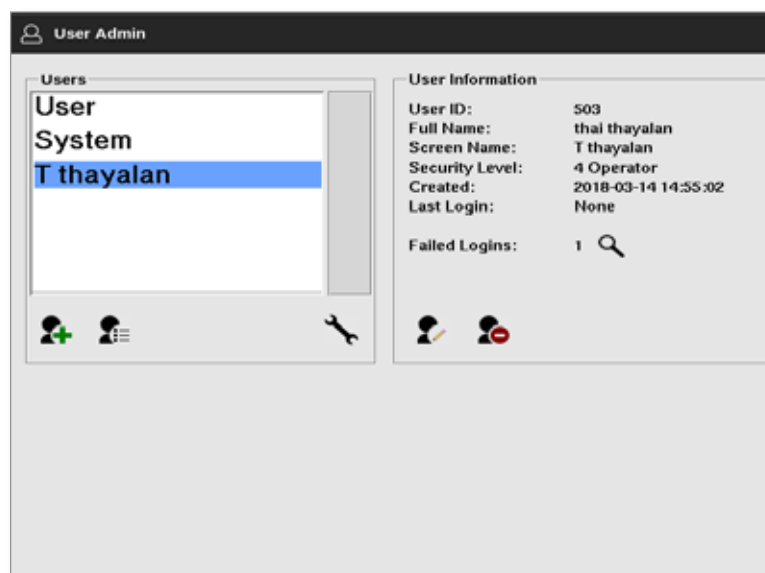 User Admin
Users
User
System
T thayalan
User Information
User ID: 503
Full Name: thai thayalan
Screen Name: T thayalan
Security Level: 4 Operator
Created: 2018-03-14 14:55:02
Last Login: None
Failed Logins: 1